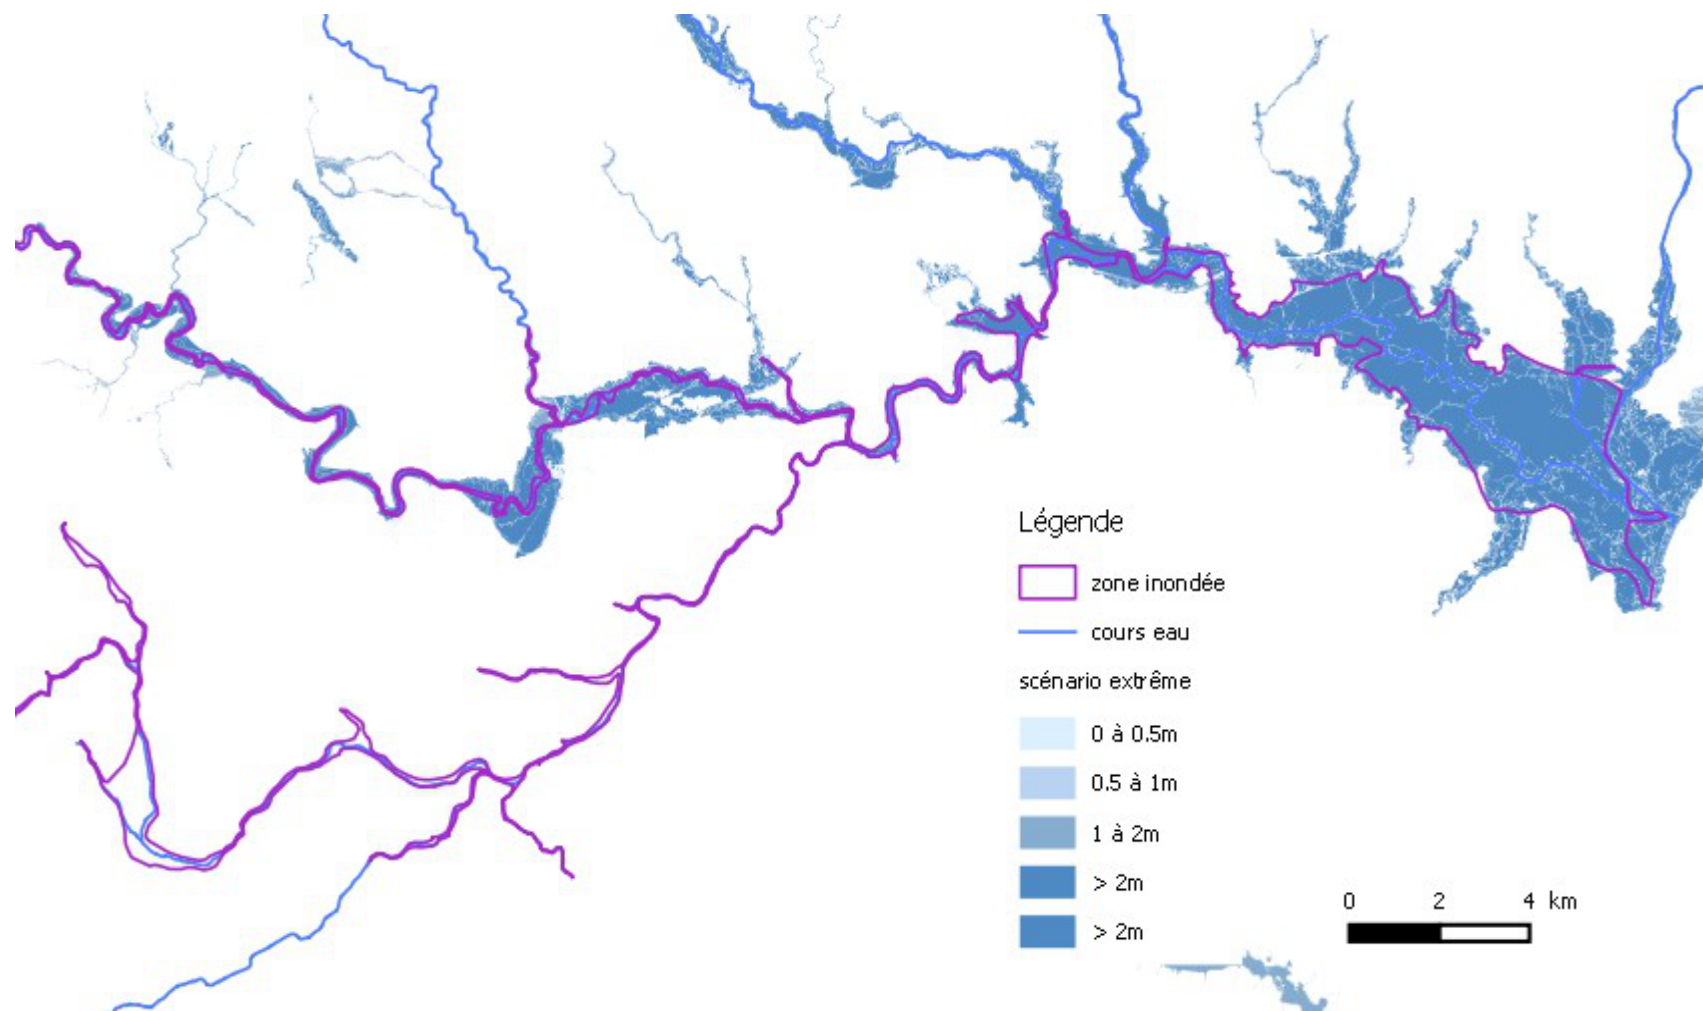 Légende
zone inondée
cours eau
scénario extrême
0 à 0.5m
0.5 à 1m
1 à 2m
> 2m
> 2m
0 2 4 km